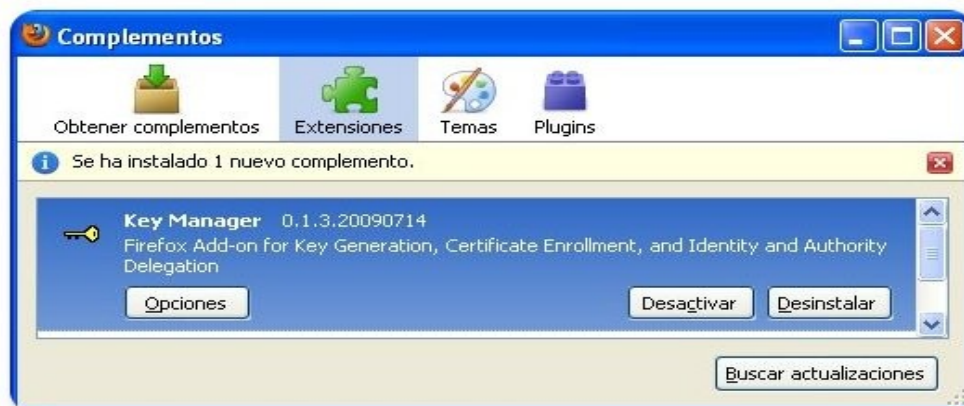 Complementos
Obtener complementos Extensiones Temas Plugins
Se ha instalado 1 nuevo complemento.
Key Manager 0.1.3.20090714
Firefox Add-on for Key Generation, Certificate Enrollment, and Identity and Authority
Delegation
Opciones Desactivar Desinstalar
Buscar actualizaciones